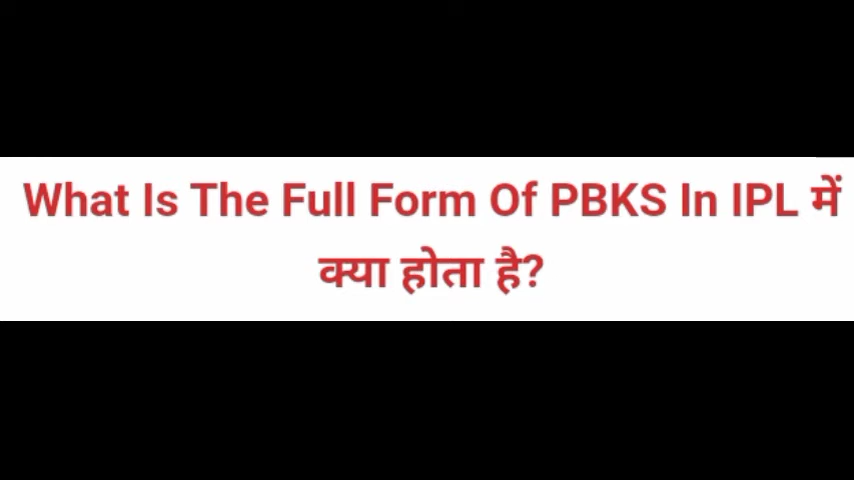 What Is The Full Form Of PBKS In IPL में
क्या होता है?